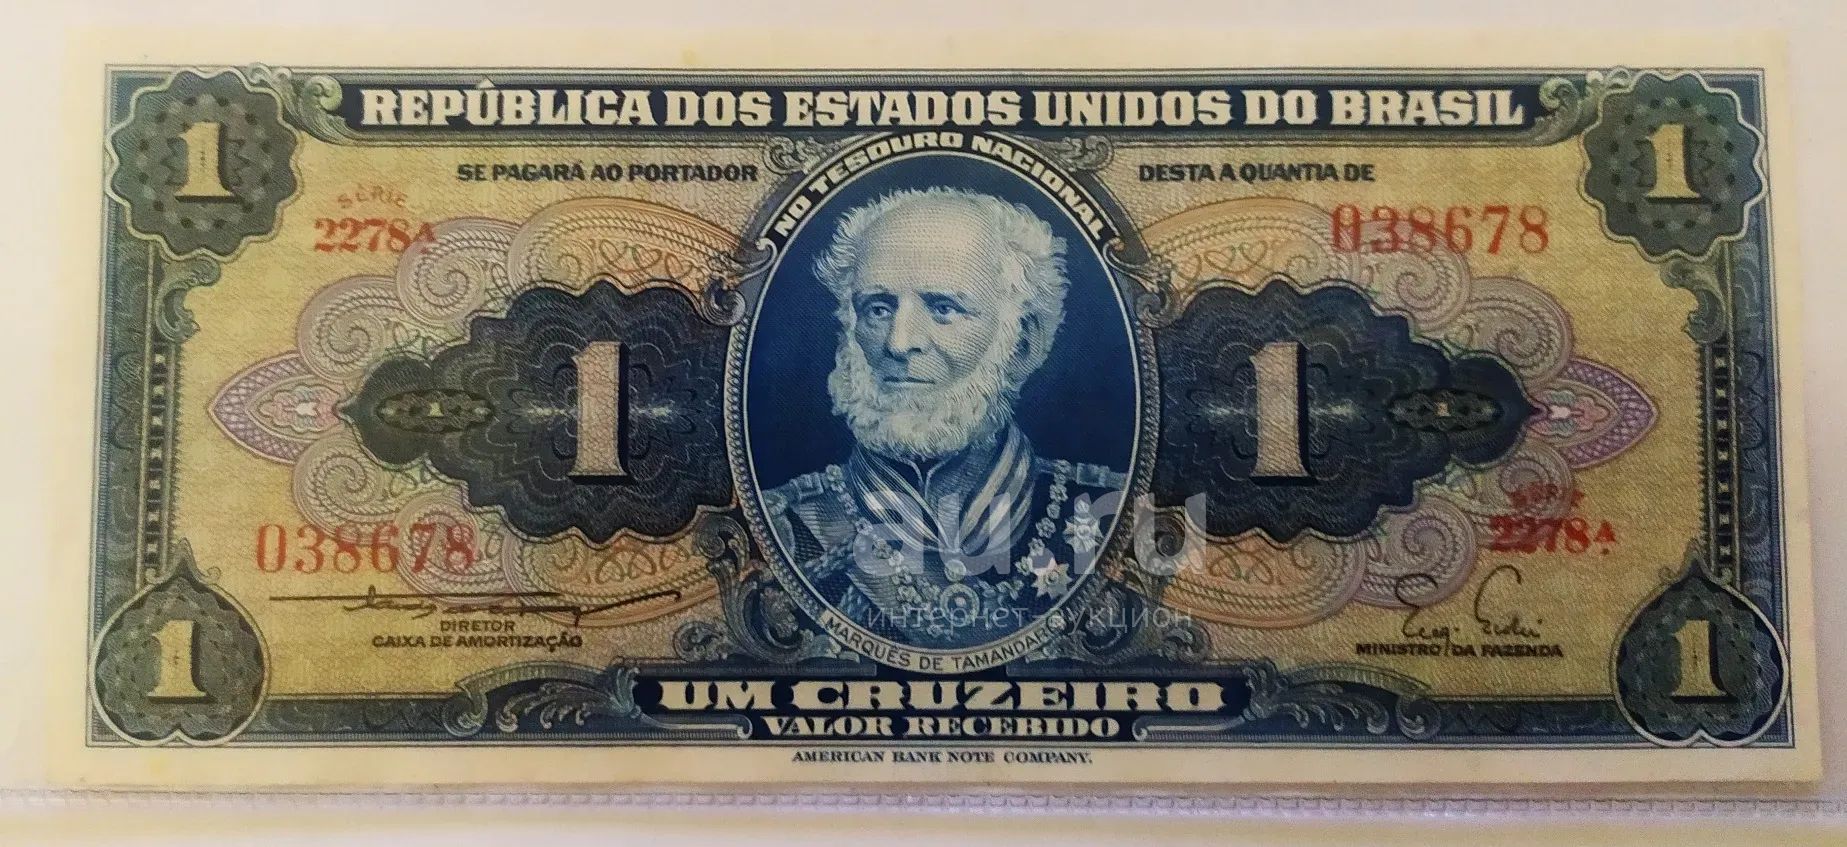 REPÚBLICA DOS ESTADOS UNIDOS DO BRASIL
1 1
SE PAGARÁ AO PORTADOR
NO TESOURO NACIONAL
DESTA A QUANTIA DE
SÉRIE
2278A
038678
1 1
1 1
SÉRIE
2278A
038678
DIRETOR
CAIXA DE AMORTIZAÇÃO
MINISTRO DA FAZENDA
au.ru
интернет-аукцион
MARQUÊS DE TAMANDARÉ
1 1
UM CRUZEIRO
VALOR RECEBIDO
AMERICAN BANK NOTE COMPANY.